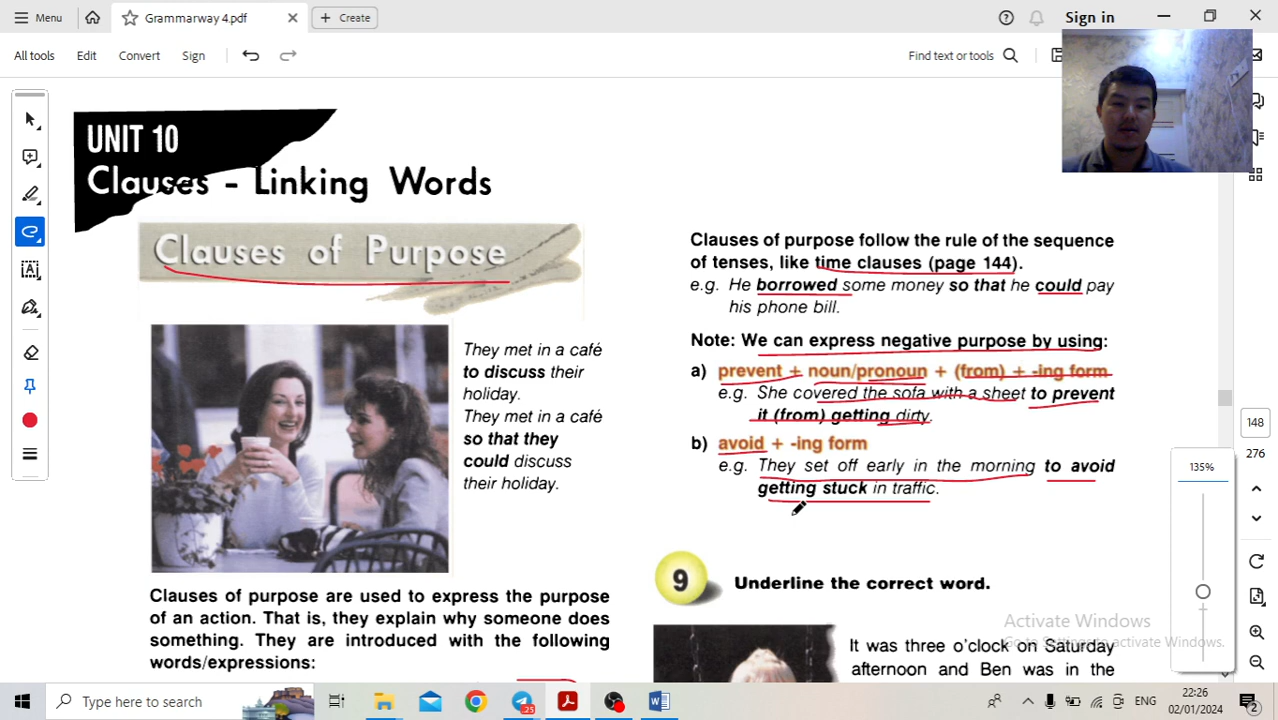 Menu
Grammarway 4.pdf
Create
Sign in
All tools
Edit
Convert
Sign
Find text or tools
UNIT 10
Clauses - Linking Words
Clauses of Purpose
They met in a café
to discuss their
holiday.
They met in a café
so that they
could discuss
their holiday.
Clauses of purpose are used to express the purpose
of an action. That is, they explain why someone does
something. They are introduced with the following
words/expressions:
Clauses of purpose follow the rule of the sequence
of tenses, like time clauses (page 144).
e.g. He borrowed some money so that he could pay
his phone bill.
Note: We can express negative purpose by using:
a) prevent + noun/pronoun + (from) + -ing form
e.g. She covered the sofa with a sheet to prevent
it (from) getting dirty.
b) avoid + -ing form
e.g. They set off early in the morning to avoid
getting stuck in traffic.
9 Underline the correct word.
It was three o'clock on Saturday
afternoon and Ben was in the
148
276
135%
Activate Windows
Go to Settings to activate Windows.
Type here to search
.25
ENG
22:26
02/01/2024
2